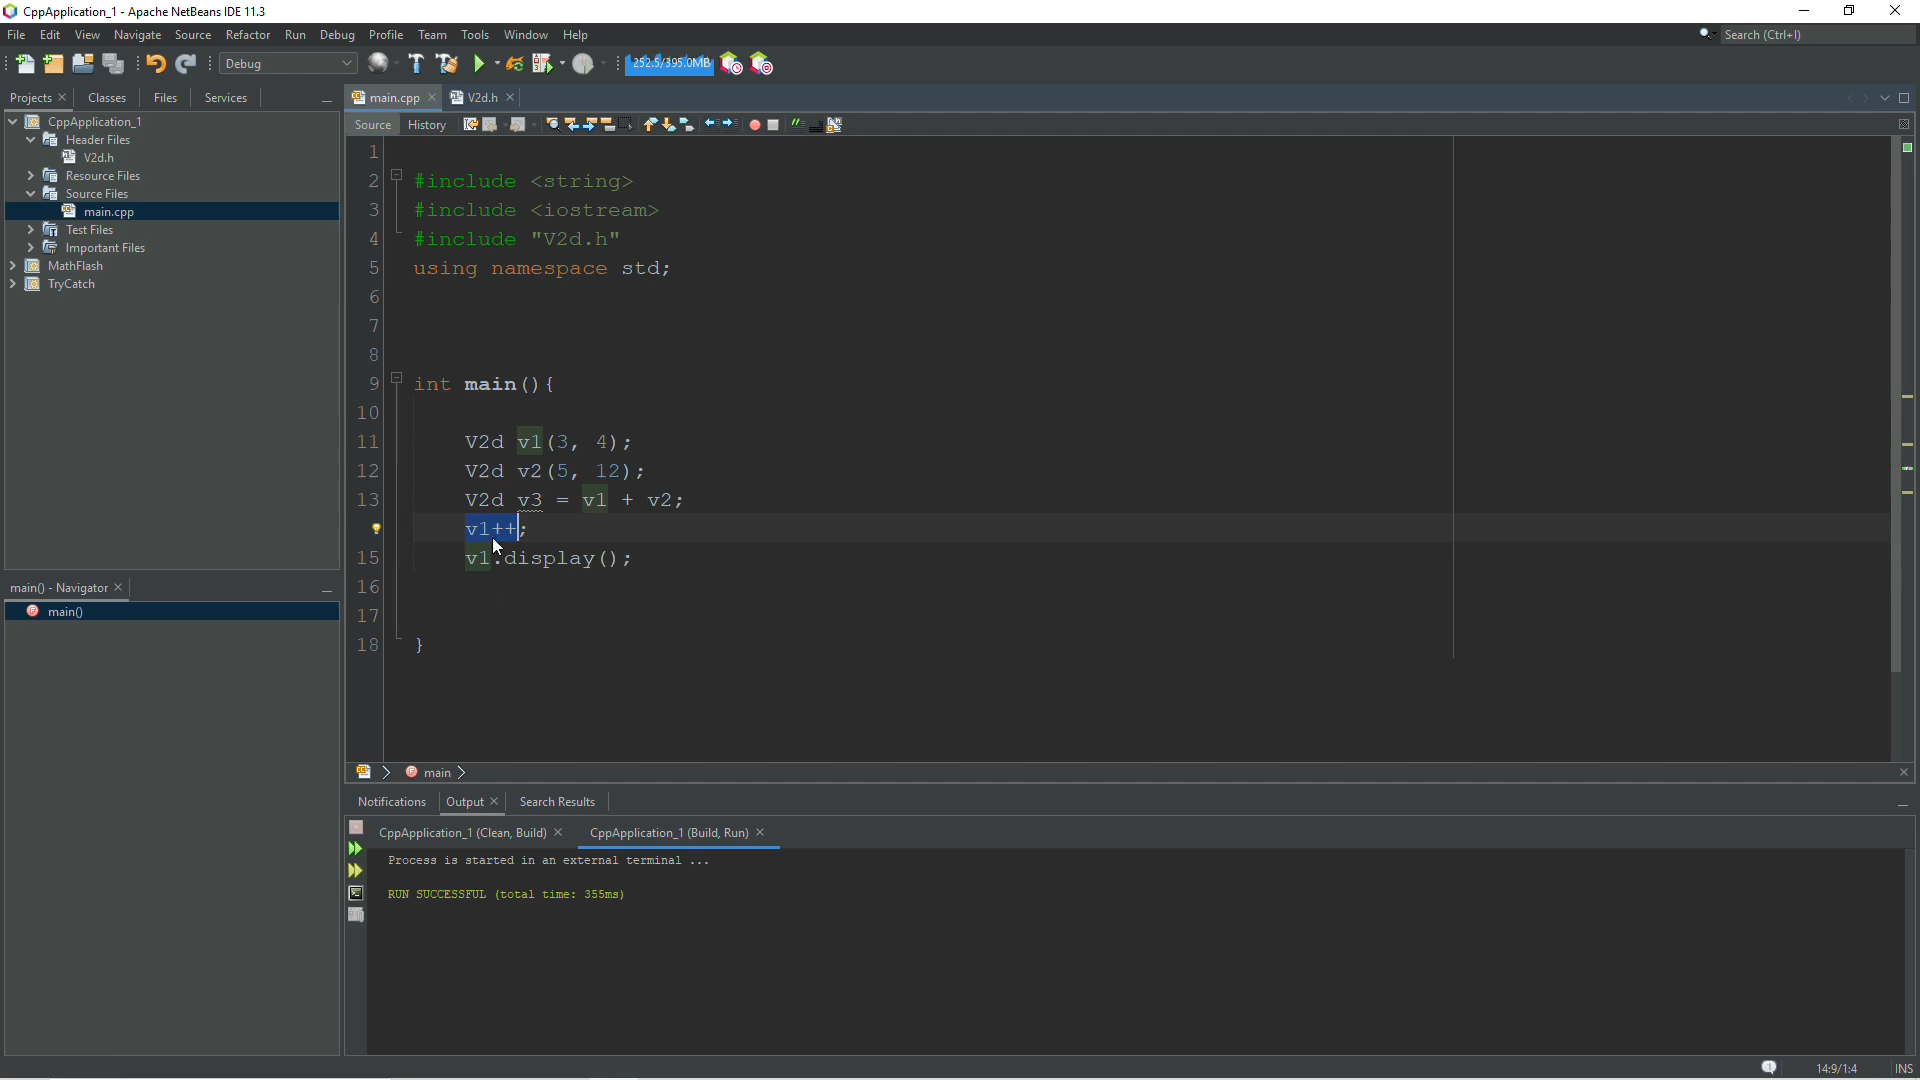 CppApplication_1 - Apache NetBeans IDE 11.3
File Edit View Navigate Source Refactor Run Debug Profile Team Tools Window Help
Search (Ctrl+I)
Debug
252.5/395.0MB
Projects Classes Files Services
main.cpp V2d.h
CppApplication_1
Header Files
V2d.h
Resource Files
Source Files
main.cpp
Test Files
Important Files
MathFlash
TryCatch
Source History
1
2 #include <string>
3 #include <iostream>
4 #include "V2d.h"
5 using namespace std;
6
7
8
9 int main(){
10
11 V2d v1(3, 4);
12 V2d v2(5, 12);
13 V2d v3 = v1 + v2;
v1++;
15 v1.display();
16
17
18 }
main() - Navigator
main()
main
Notifications Output Search Results
CppApplication_1 (Clean, Build) CppApplication_1 (Build, Run)
Process is started in an external terminal ...
RUN SUCCESSFUL (total time: 355ms)
1 14:9/1:4 INS